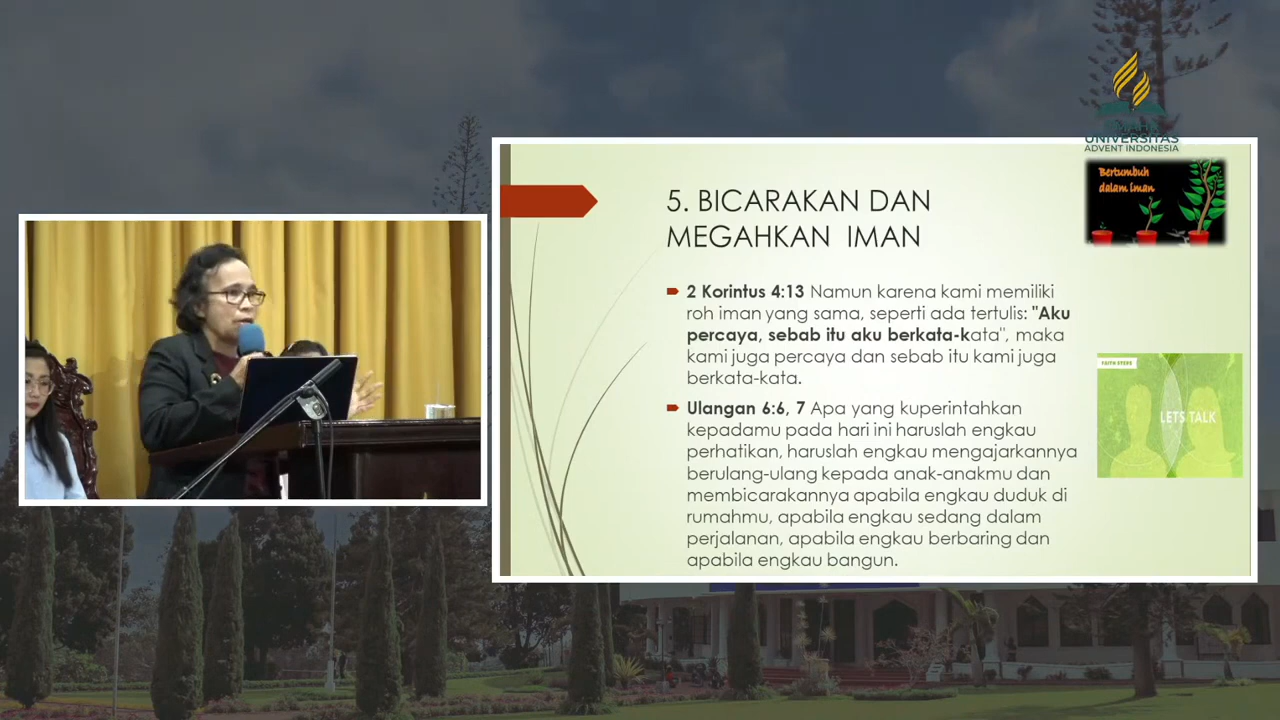 UNIVERSITAS
ADVENT INDONESIA
Bertumbuh
dalam Iman
5. BICARAKAN DAN
MEGAHKAN IMAN
2 Korintus 4:13 Namun karena kami memiliki
roh iman yang sama, seperti ada tertulis: "Aku
percaya, sebab itu aku berkata-kata", maka
kami juga percaya dan sebab itu kami juga
berkata-kata.
Ulangan 6:6, 7 Apa yang kuperintahkan
kepadamu pada hari ini haruslah engkau
perhatikan, haruslah engkau mengajarkannya
berulang-ulang kepada anak-anakmu dan
membicarakannya apabila engkau duduk di
rumahmu, apabila engkau sedang dalam
perjalanan, apabila engkau berbaring dan
apabila engkau bangun.
FAITH STEPS
LETS TALK